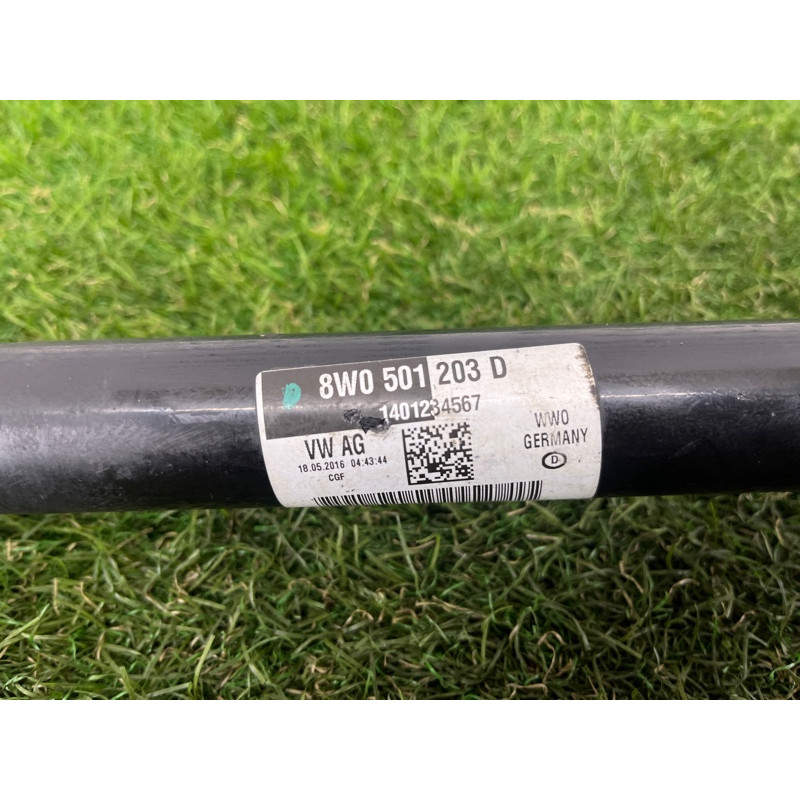 8W0 501 203 D
1401234567
VW AG
18.05.2016 04:43:44
CGF
WWO
GERMANY
D